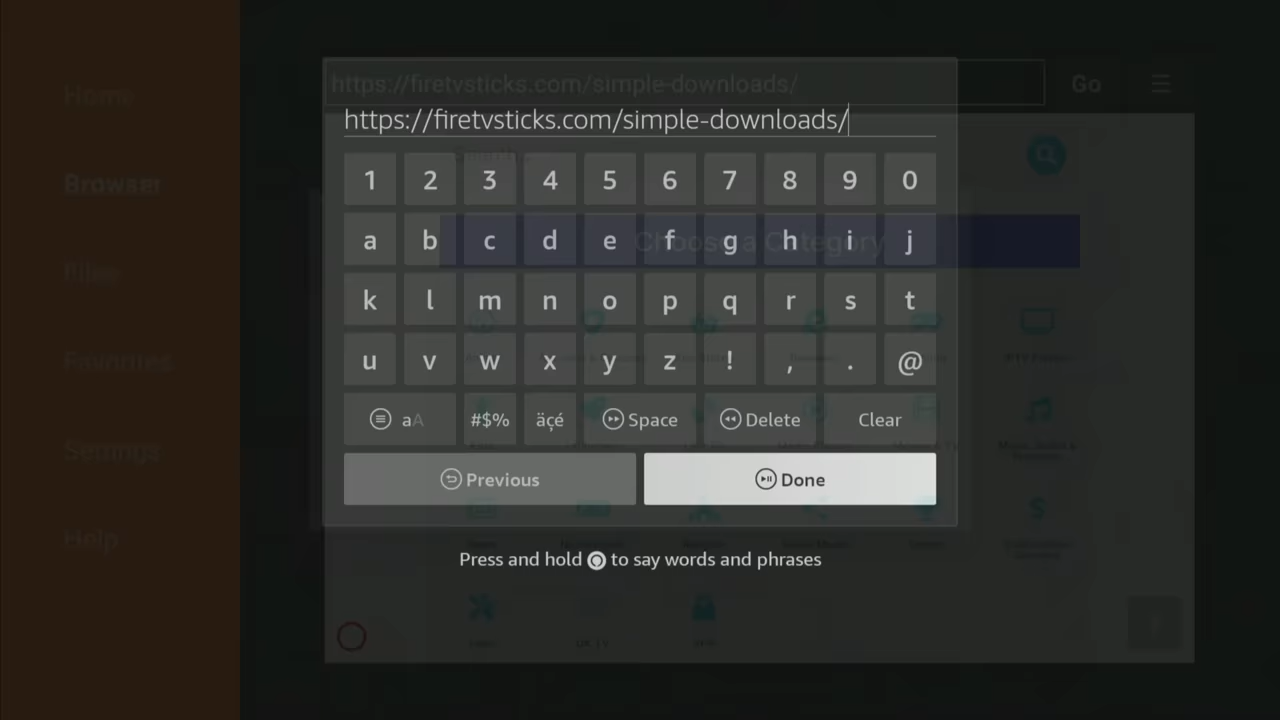 https://firetvsticks.com/simple-downloads/
Go
https://firetvsticks.com/simple-downloads/
Home
Browser
Files
Favorites
Settings
Help
Choose a Category
1 2 3 4 5 6 7 8 9 0
a b c d e f g h i j
k l m n o p q r s t
u v w x y z ! , . @
aA #$% äçé Space Delete Clear
Previous Done
Press and hold to say words and phrases